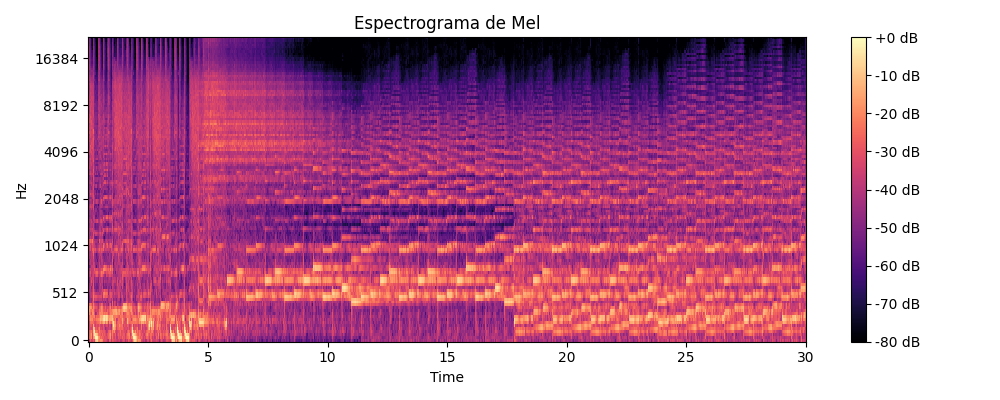 Espectrograma de Mel
Hz
16384
8192
4096
2048
1024
512
0
0 5 10 15 20 25 30
Time
+0 dB
-10 dB
-20 dB
-30 dB
-40 dB
-50 dB
-60 dB
-70 dB
-80 dB